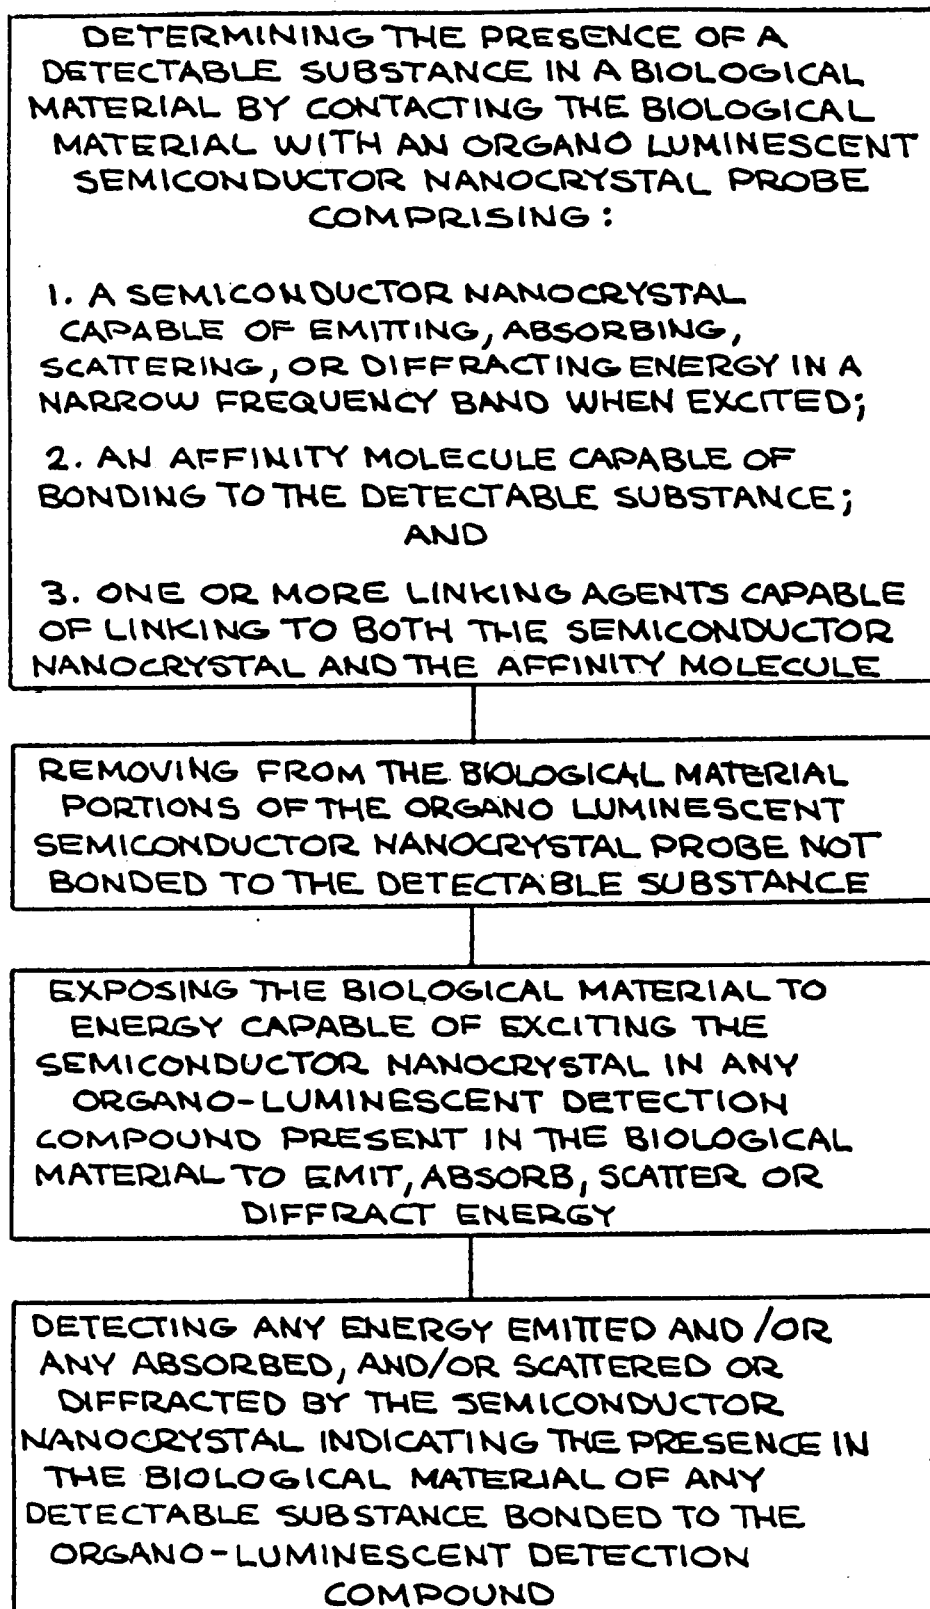 DETERMINING THE PRESENCE OF A
DETECTABLE SUBSTANCE IN A BIOLOGICAL
MATERIAL BY CONTACTING THE BIOLOGICAL
MATERIAL WITH AN ORGANO LUMINESCENT
SEMICONDUCTOR NANOCRYSTAL PROBE
COMPRISING:
1. A SEMICONDUCTOR NANOCRYSTAL
CAPABLE OF EMITTING, ABSORBING,
SCATTERING, OR DIFFRACTING ENERGY IN A
NARROW FREQUENCY BAND WHEN EXCITED;
2. AN AFFINITY MOLECULE CAPABLE OF
BONDING TO THE DETECTABLE SUBSTANCE;
AND
3. ONE OR MORE LINKING AGENTS CAPABLE
OF LINKING TO BOTH THE SEMICONDUCTOR
NANOCRYSTAL AND THE AFFINITY MOLECULE
REMOVING FROM THE BIOLOGICAL MATERIAL
PORTIONS OF THE ORGANO LUMINESCENT
SEMICONDUCTOR NANOCRYSTAL PROBE NOT
BONDED TO THE DETECTABLE SUBSTANCE
EXPOSING THE BIOLOGICAL MATERIAL TO
ENERGY CAPABLE OF EXCITING THE
SEMICONDUCTOR NANOCRYSTAL IN ANY
ORGANO-LUMINESCENT DETECTION
COMPOUND PRESENT IN THE BIOLOGICAL
MATERIAL TO EMIT, ABSORB, SCATTER OR
DIFFRACT ENERGY
DETECTING ANY ENERGY EMITTED AND/OR
ANY ABSORBED, AND/OR SCATTERED OR
DIFFRACTED BY THE SEMICONDUCTOR
NANOCRYSTAL INDICATING THE PRESENCE IN
THE BIOLOGICAL MATERIAL OF ANY
DETECTABLE SUBSTANCE BONDED TO THE
ORGANO-LUMINESCENT DETECTION
COMPOUND